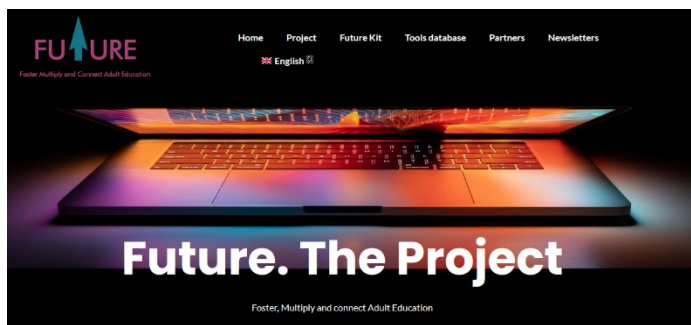 FUTURE
Foster Multiply and Connect Adult Education
Home Project Future Kit Tools database Partners Newsletters
English
Future. The Project
Foster, Multiply and connect Adult Education